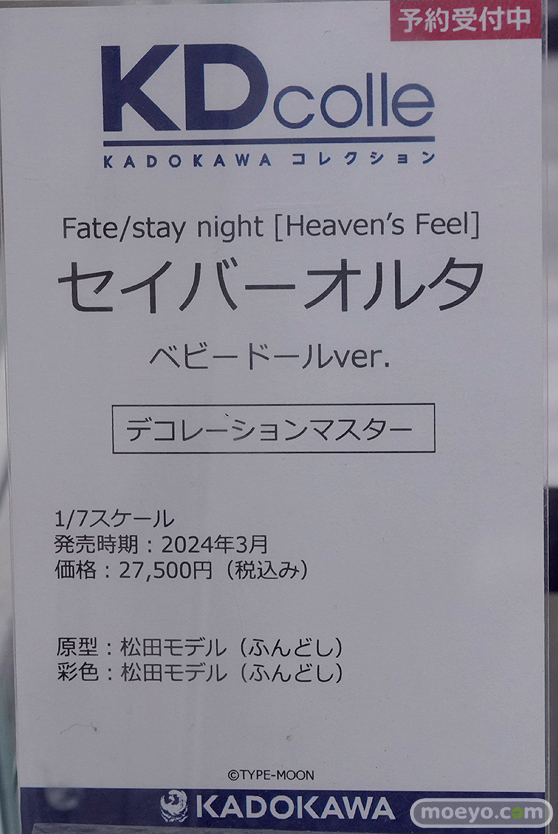 予約受付中
KDcolle
KADOKAWA コレクション
Fate/stay night [Heaven's Feel]
セイバーオルタ
ベビードールver.
デコレーションマスター
1/7スケール
発売時期：2024年3月
価格：27,500円（税込み）
原型：松田モデル（ふんどし）
彩色：松田モデル（ふんどし）
©TYPE-MOON
KADOKAWA
moeyo.com